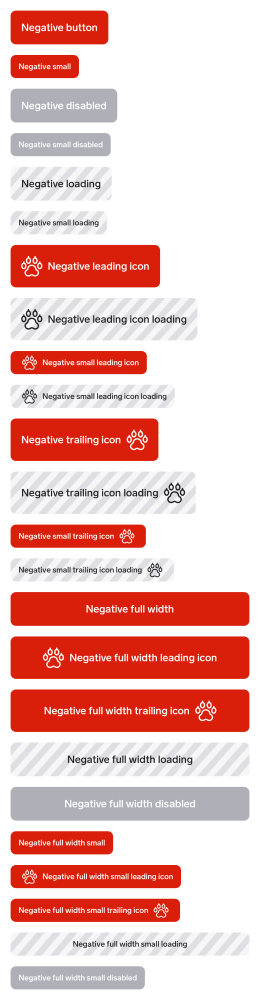 Negative button
Negative small
Negative disabled
Negative small disabled
Negative loading
Negative small loading
Negative leading icon
Negative leading icon loading
Negative small leading icon
Negative small leading icon loading
Negative trailing icon
Negative trailing icon loading
Negative small trailing icon
Negative small trailing icon loading
Negative full width
Negative full width leading icon
Negative full width trailing icon
Negative full width loading
Negative full width disabled
Negative full width small
Negative full width small leading icon
Negative full width small trailing icon
Negative full width small loading
Negative full width small disabled